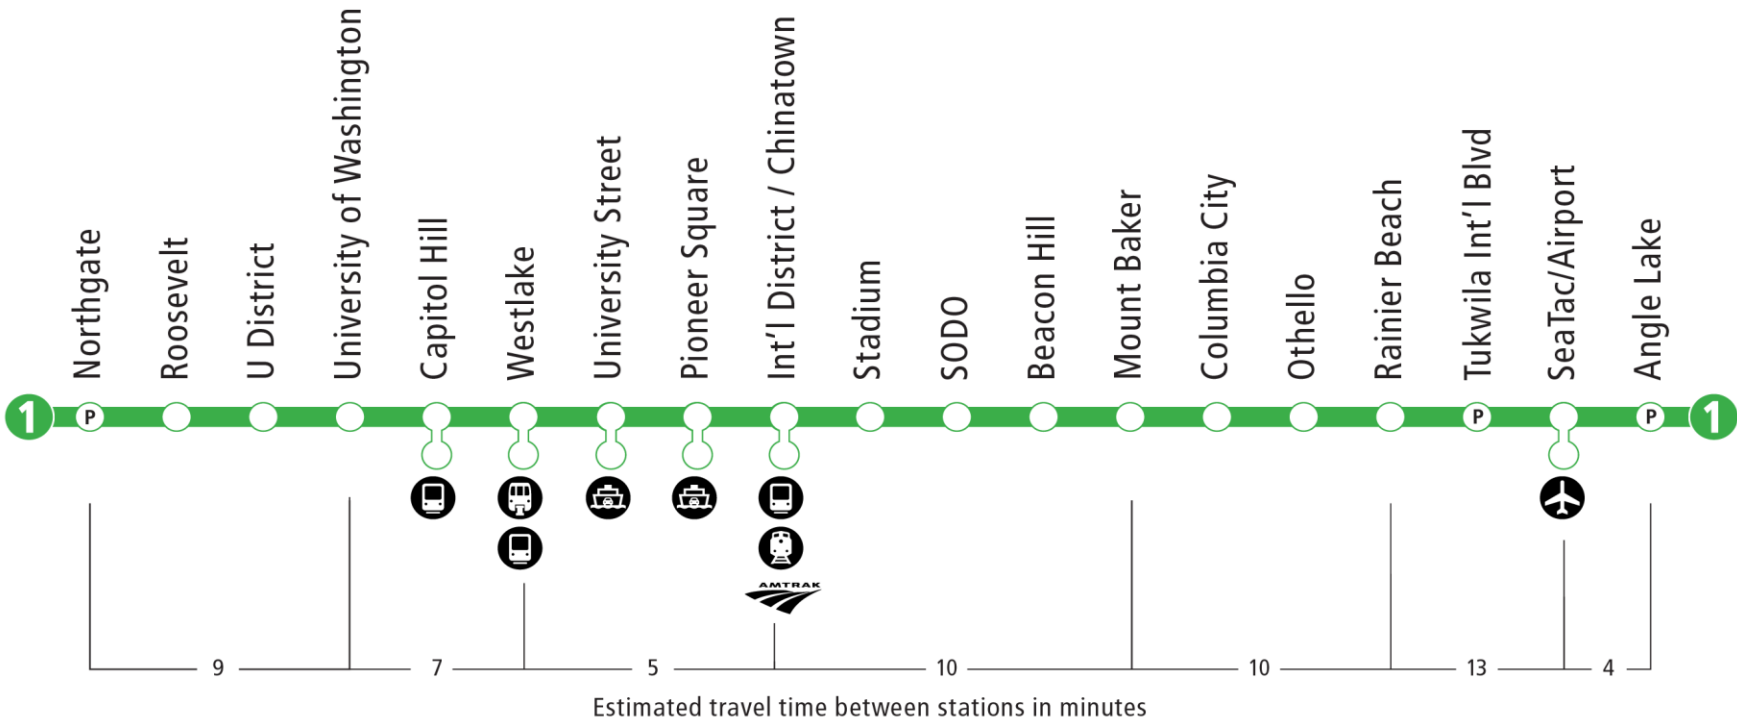 Northgate
Roosevelt
U District
University of Washington
Capitol Hill
Westlake
University Street
Pioneer Square
Int'l District / Chinatown
Stadium
SODO
Beacon Hill
Mount Baker
Columbia City
Othello
Rainier Beach
Tukwila Int'l Blvd
SeaTac/Airport
Angle Lake
1 P P P 1
AMTRAK
9 7 5 10 10 13 4
Estimated travel time between stations in minutes